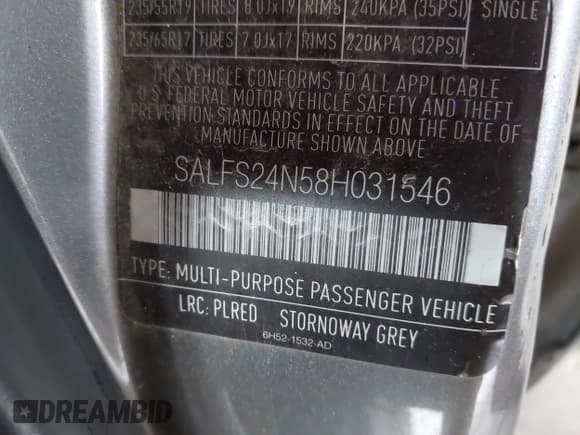 235/55R19 TIRES 8.0Jx19 RIMS 240KPA (35PSI) SINGLE
235/65R17 TIRES 7.0Jx17 RIMS 220KPA (32PSI)
THIS VEHICLE CONFORMS TO ALL APPLICABLE
U.S. FEDERAL MOTOR VEHICLE SAFETY AND THEFT
PREVENTION STANDARDS IN EFFECT ON THE DATE OF
MANUFACTURE SHOWN ABOVE.
SALFS24N58H031546
TYPE: MULTI-PURPOSE PASSENGER VEHICLE
LRC: PLRED STORNOWAY GREY
6H52-1532-AD
DREAMBID